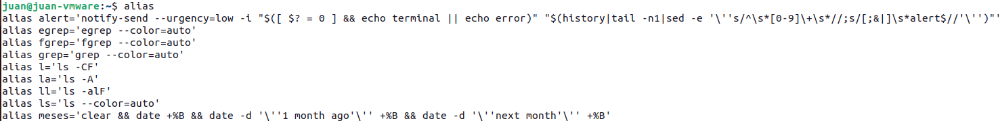 juan@juan-vmware:~$ alias
alias alert='notify-send --urgency=low -i "$([ $? = 0 ] && echo terminal || echo error)" "$(history|tail -n1|sed -e '\''s/^\s*[0-9]\+\s*//;s/[;&|]\s*alert$//'\'')"'
alias egrep='egrep --color=auto'
alias fgrep='fgrep --color=auto'
alias grep='grep --color=auto'
alias l='ls -CF'
alias la='ls -A'
alias ll='ls -alF'
alias ls='ls --color=auto'
alias meses='clear && date +%B && date -d '\''1 month ago'\'' +%B && date -d '\''next month'\'' +%B'